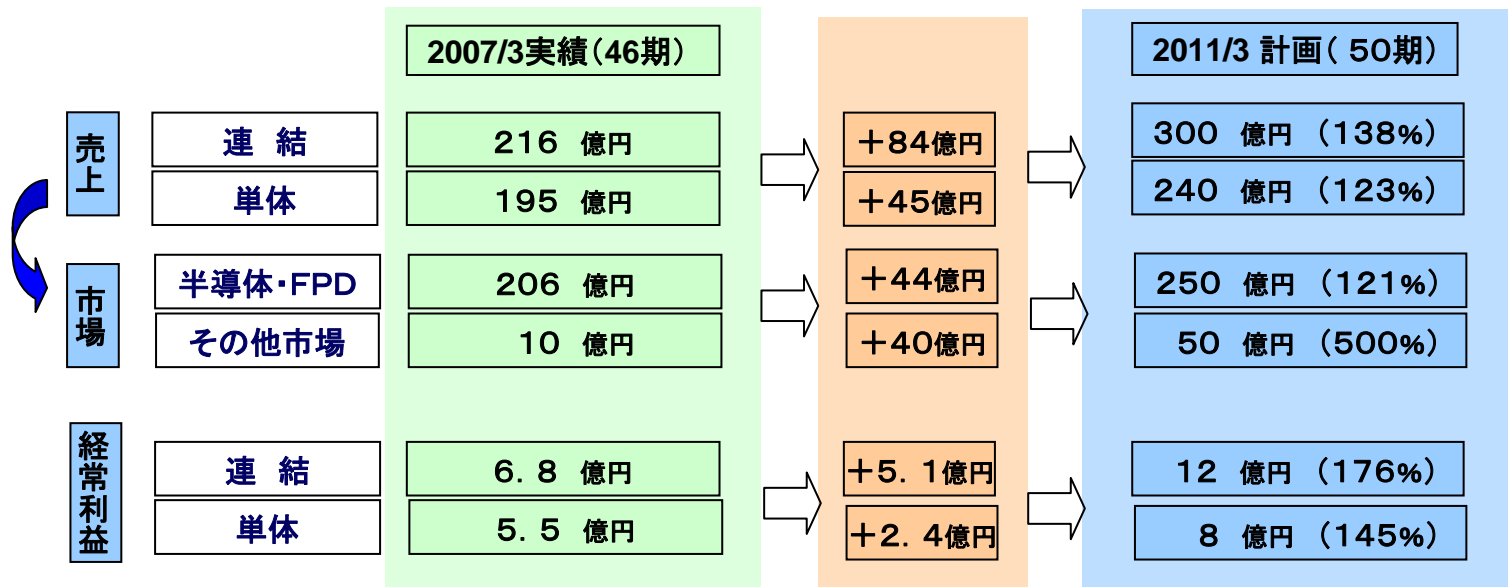 2007/3実績(46期)
2011/3 計画( 50期)
売上
連 結
216 億円
+84億円
300 億円 (138%)
単体
195 億円
+45億円
240 億円 (123%)
市場
半導体・FPD
206 億円
+44億円
250 億円 (121%)
その他市場
10 億円
+40億円
50 億円 (500%)
経常利益
連 結
6.8 億円
+5.1億円
12 億円 (176%)
単体
5.5 億円
+2.4億円
8 億円 (145%)